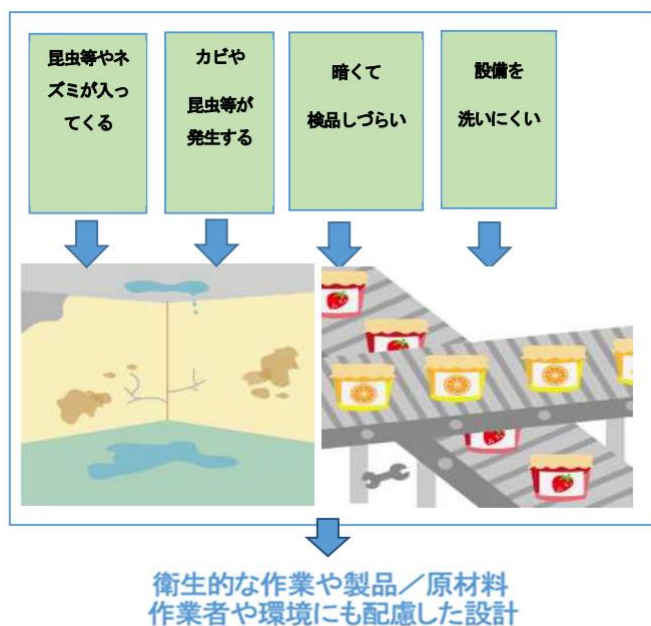 昆虫等やネ
ズミが入っ
てくる
カビや
昆虫等が
発生する
暗くて
検品しづらい
設備を
洗いにくい
衛生的な作業や製品／原材料
作業者や環境にも配慮した設計